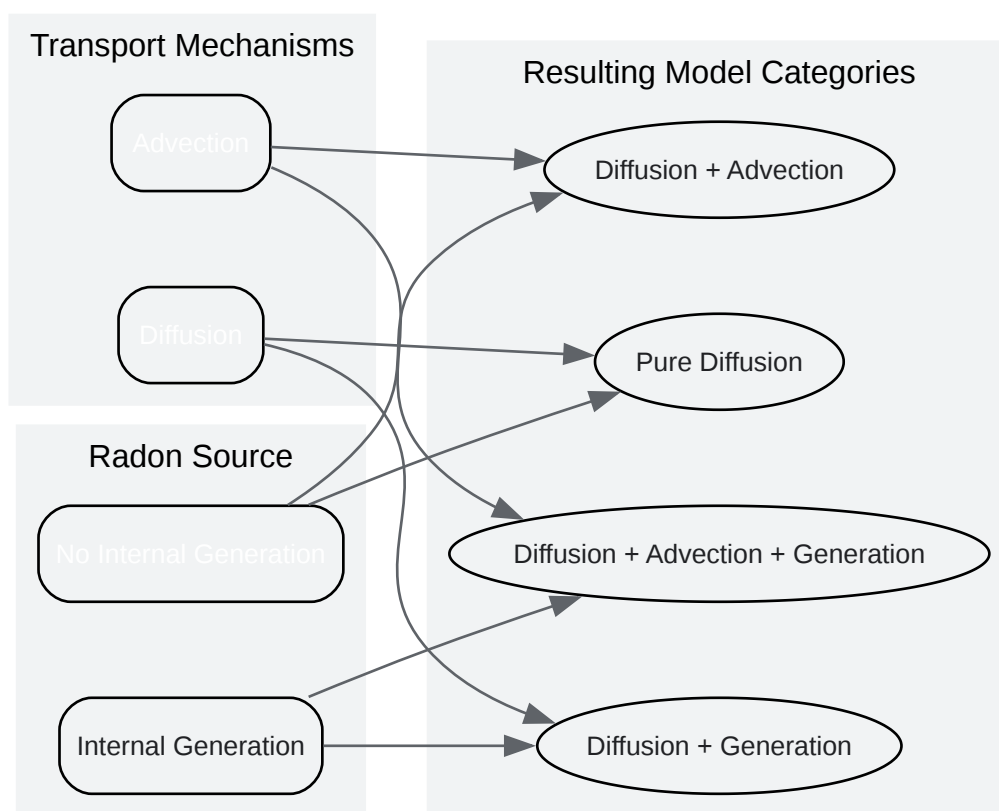 Transport Mechanisms
Advection
Diffusion
Radon Source
No Internal Generation
Internal Generation
Resulting Model Categories
Diffusion + Advection
Pure Diffusion
Diffusion + Advection + Generation
Diffusion + Generation